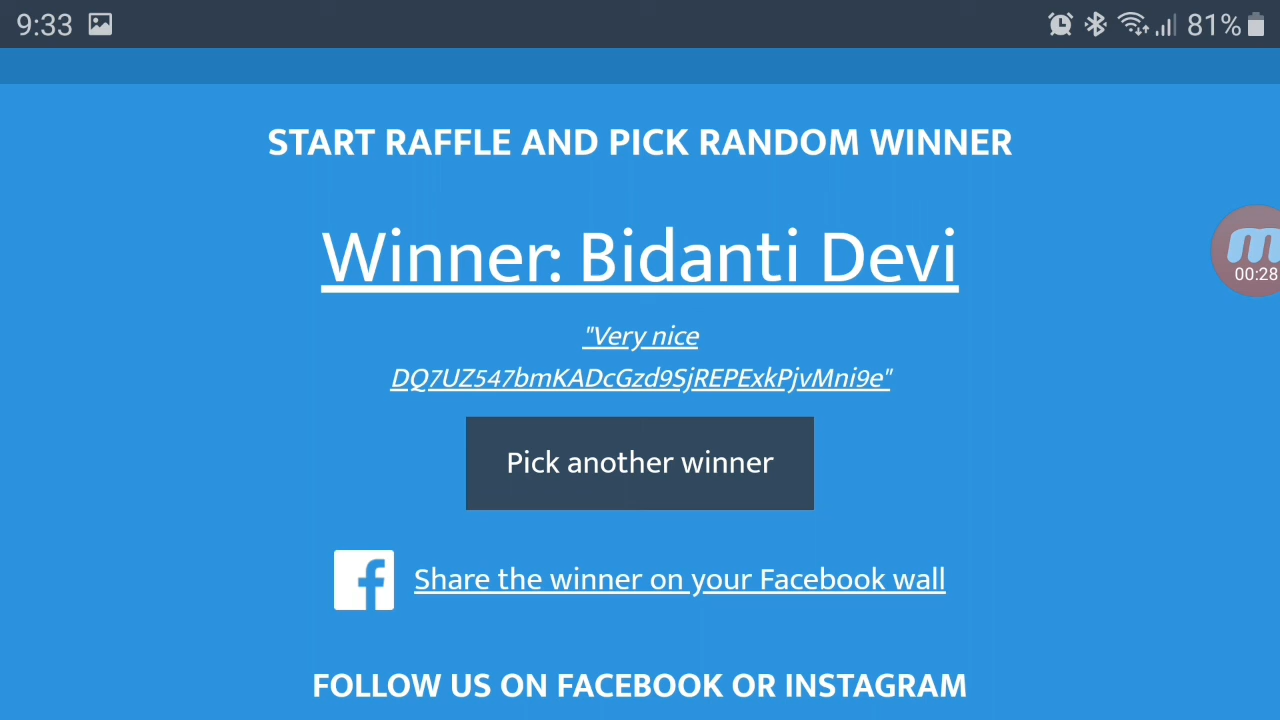 9:33 81%
START RAFFLE AND PICK RANDOM WINNER
Winner: Bidanti Devi
00:28
"Very nice
DQ7UZ547bmKADcGzd9SjREPExkPjvMni9e"
Pick another winner
Share the winner on your Facebook wall
FOLLOW US ON FACEBOOK OR INSTAGRAM